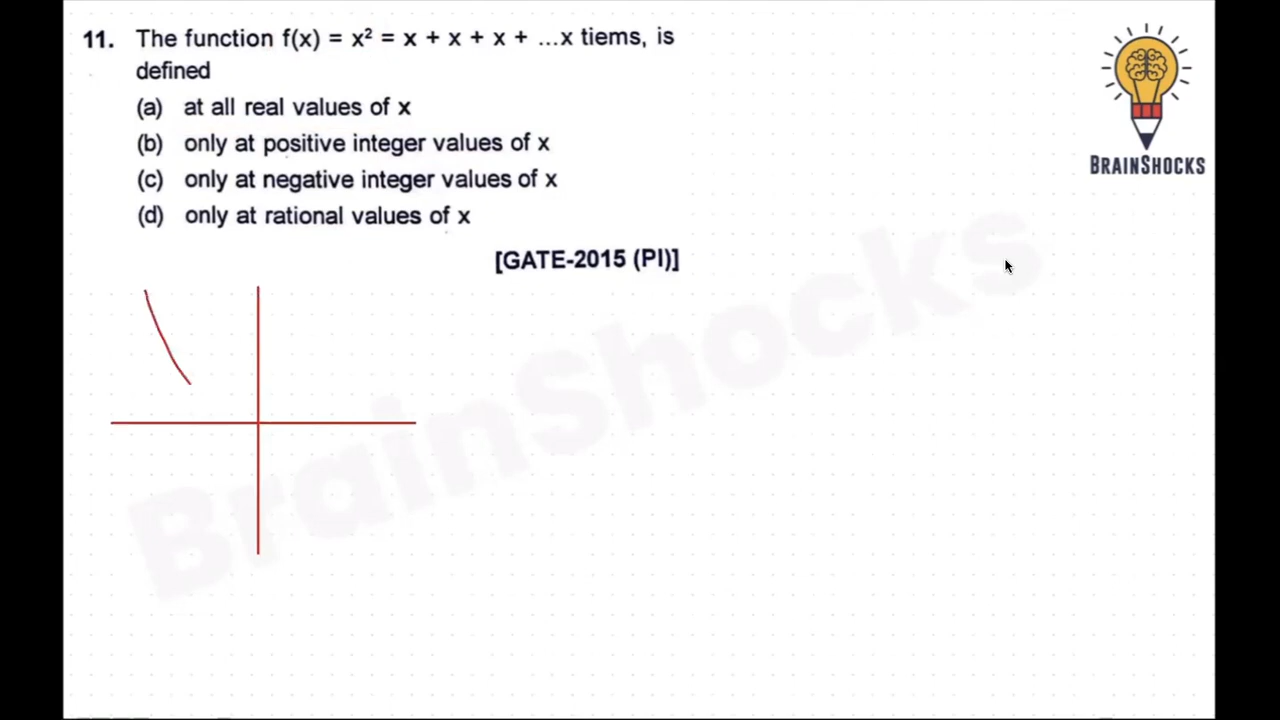 11. The function f(x) = x² = x + x + x + ...x tiems, is
defined
(a) at all real values of x
(b) only at positive integer values of x
(c) only at negative integer values of x
(d) only at rational values of x
[GATE-2015 (PI)]
BRAINSHOCKS
BrainShocks